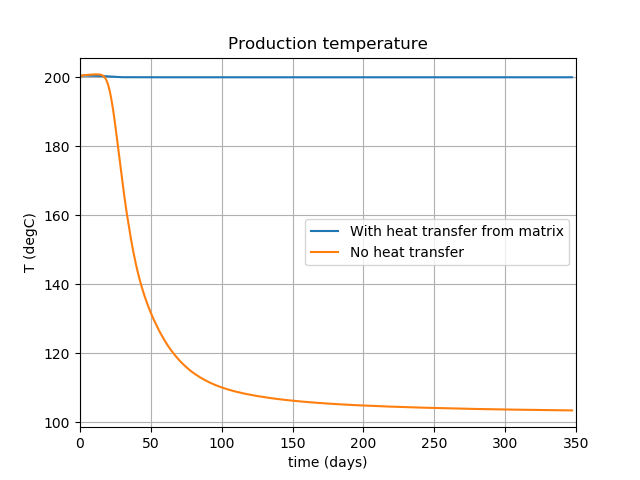 Production temperature
200
180
160
140
120
100
T (degC)
With heat transfer from matrix
No heat transfer
0 50 100 150 200 250 300 350
time (days)